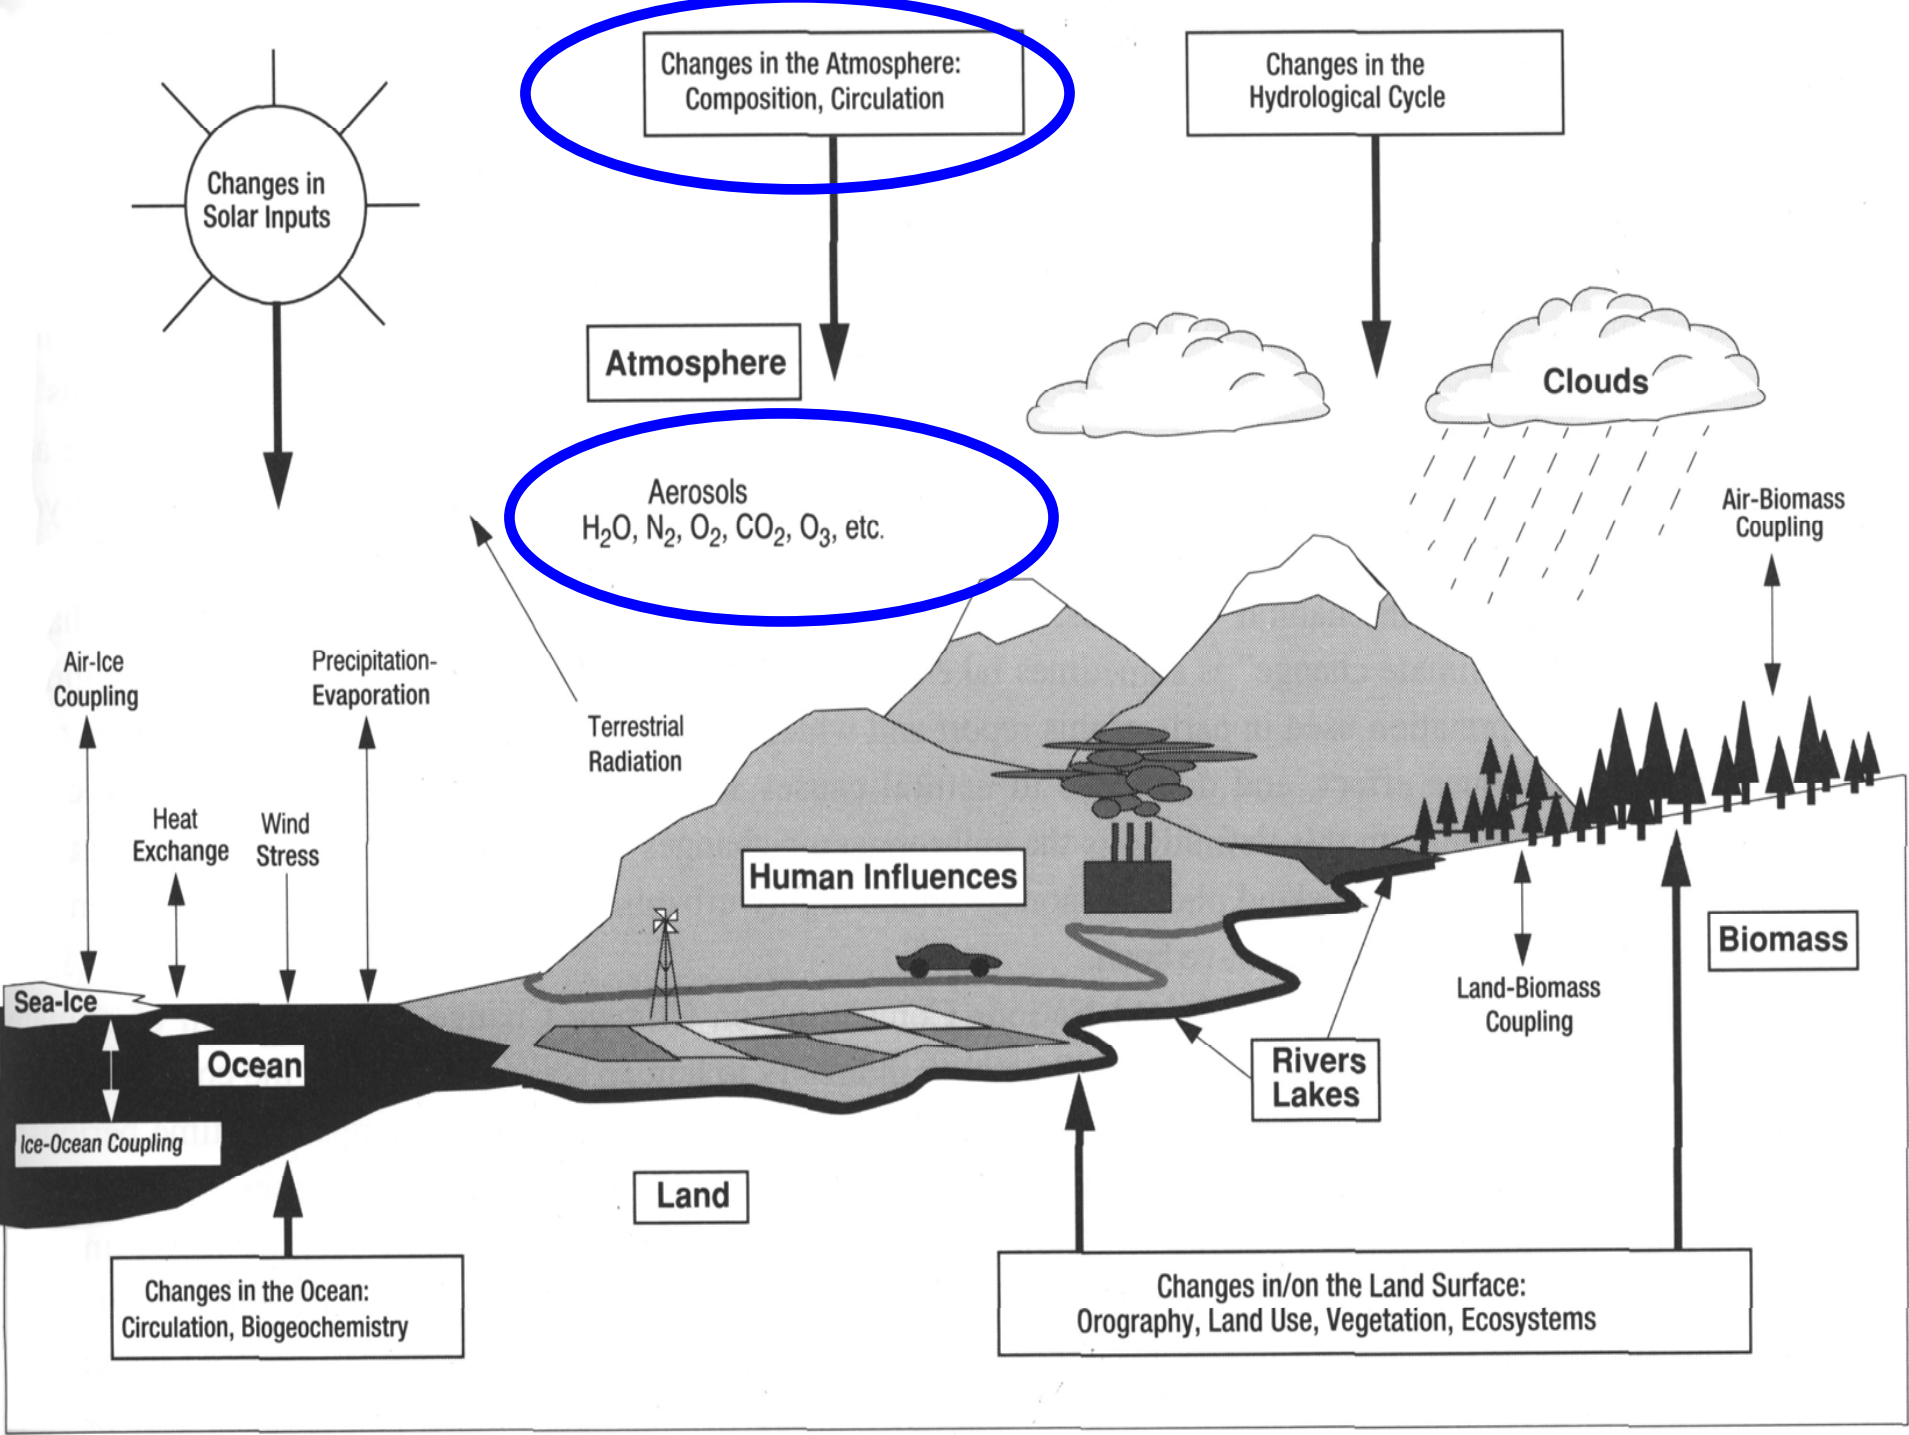 Changes in the Atmosphere:
Composition, Circulation
Changes in the
Hydrological Cycle
Changes in
Solar Inputs
Atmosphere
Clouds
Aerosols
H₂O, N₂, O₂, CO₂, O₃, etc.
Air-Biomass
Coupling
Air-Ice
Coupling
Precipitation-
Evaporation
Terrestrial
Radiation
Heat
Exchange
Wind
Stress
Human Influences
Biomass
Sea-Ice
Land-Biomass
Coupling
Ocean
Rivers
Lakes
Ice-Ocean Coupling
Land
Changes in the Ocean:
Circulation, Biogeochemistry
Changes in/on the Land Surface:
Orography, Land Use, Vegetation, Ecosystems